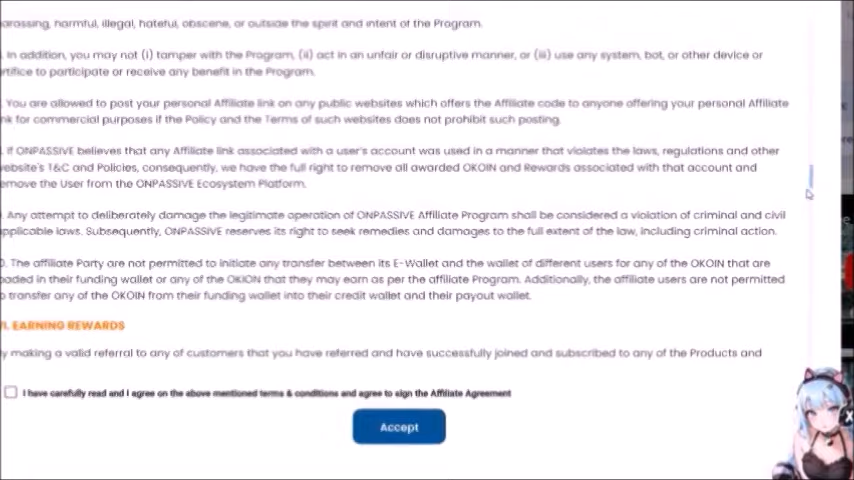 arassing, harmful, illegal, hateful, obscene, or outside the spirit and intent of the Program.
. In addition, you may not (i) tamper with the Program, (ii) act in an unfair or disruptive manner, or (iii) use any system, bot, or other device or
rtifice to participate or receive any benefit in the Program.
. You are allowed to post your personal Affiliate link on any public websites which offers the Affiliate code to anyone offering your personal Affiliate
nk for commercial purposes if the Policy and the Terms of such websites does not prohibit such posting.
. If ONPASSIVE believes that any Affiliate link associated with a user's account was used in a manner that violates the laws, regulations and other
ebsite's T&C and Policies, consequently, we have the full right to remove all awarded OKOIN and Rewards associated with that account and
emove the User from the ONPASSIVE Ecosystem Platform.
. Any attempt to deliberately damage the legitimate operation of ONPASSIVE Affiliate Program shall be considered a violation of criminal and civil
pplicable laws. Subsequently, ONPASSIVE reserves its right to seek remedies and damages to the full extent of the law, including criminal action.
0. The affiliate Party are not permitted to initiate any transfer between its E-Wallet and the wallet of different users for any of the OKOIN that are
oaded in their funding wallet or any of the OKION that they may earn as per the affiliate Program. Additionally, the affiliate users are not permitted
o transfer any of the OKOIN from their funding wallet into their credit wallet and their payout wallet.
VI. EARNING REWARDS
y making a valid referral to any of customers that you have referred and have successfully joined and subscribed to any of the Products and
I have carefully read and I agree on the above mentioned terms & conditions and agree to sign the Affiliate Agreement
Accept